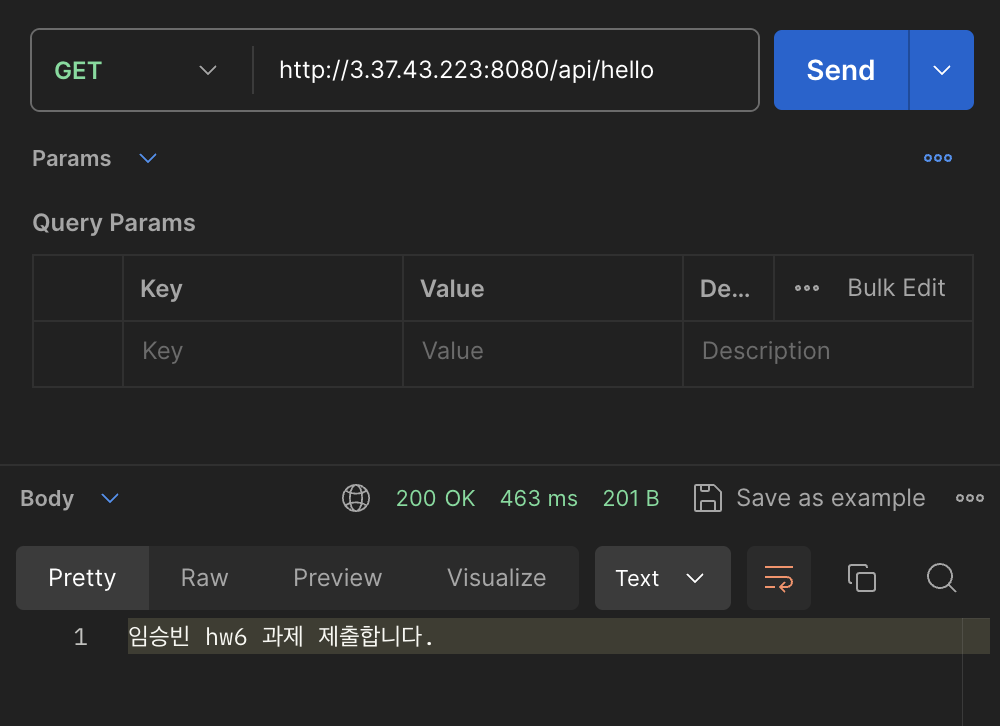 GET http://3.37.43.223:8080/api/hello Send
Params
Query Params
Key Value De... Bulk Edit
Key Value Description
Body 200 OK 463 ms 201 B Save as example
Pretty Raw Preview Visualize Text
1 임승빈 hw6 과제 제출합니다.